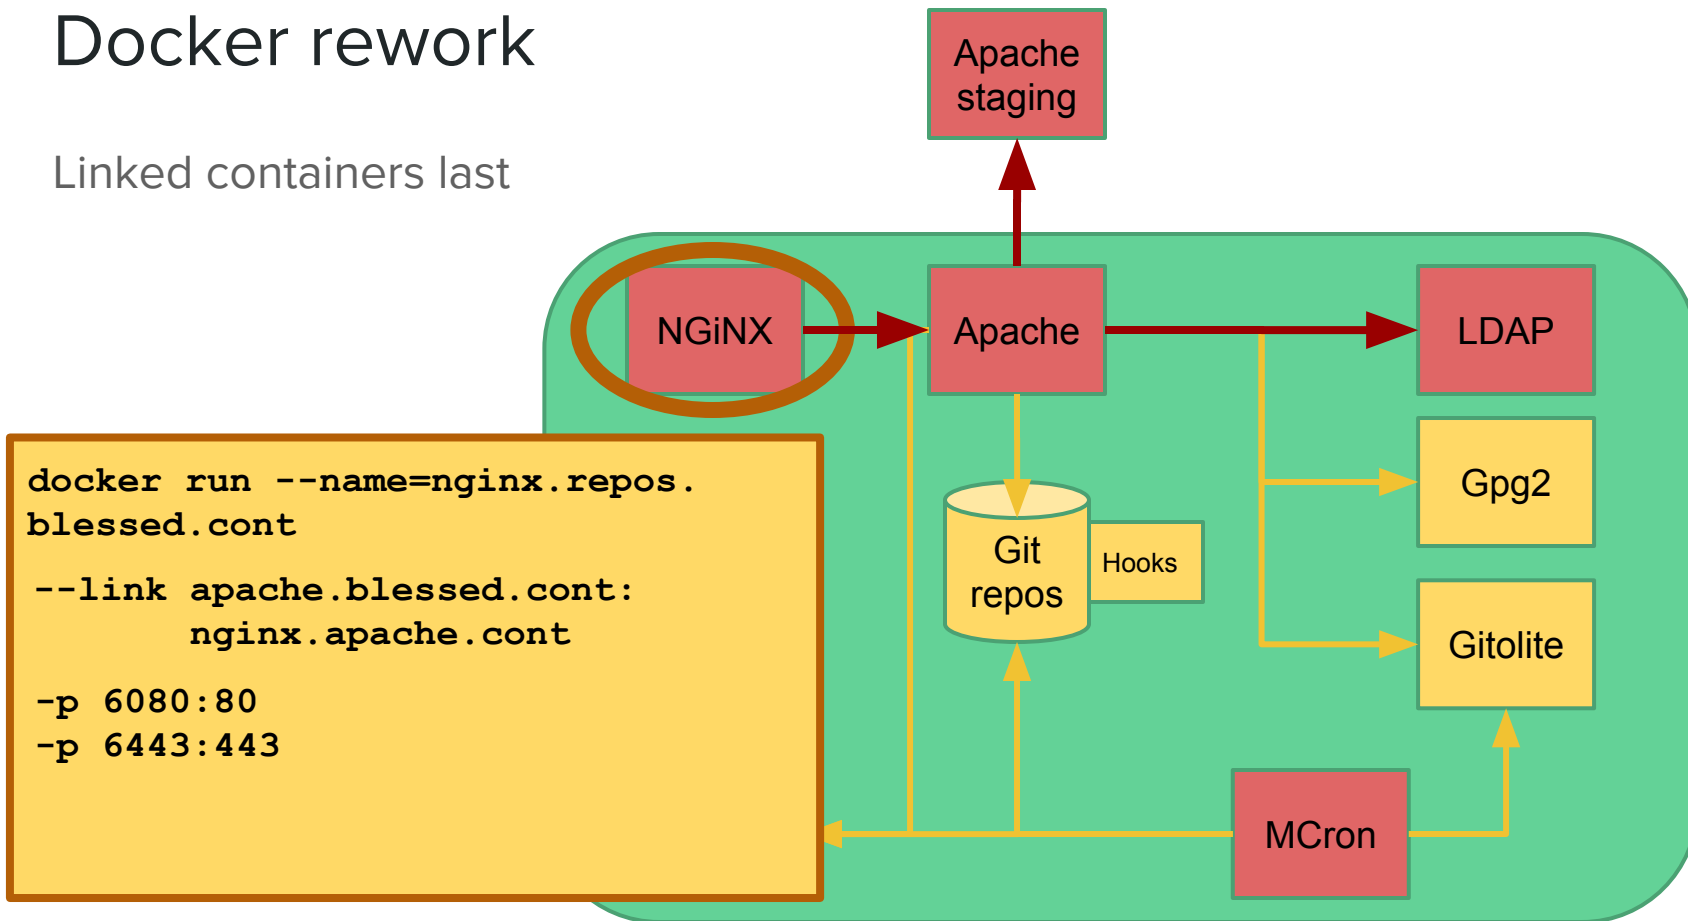 Docker rework
Linked containers last
Apache
staging
NGiNX
Apache
LDAP
Gpg2
Git
repos
Hooks
Gitolite
MCron
docker run --name=nginx.repos.
blessed.cont
--link apache.blessed.cont:
nginx.apache.cont
-p 6080:80
-p 6443:443